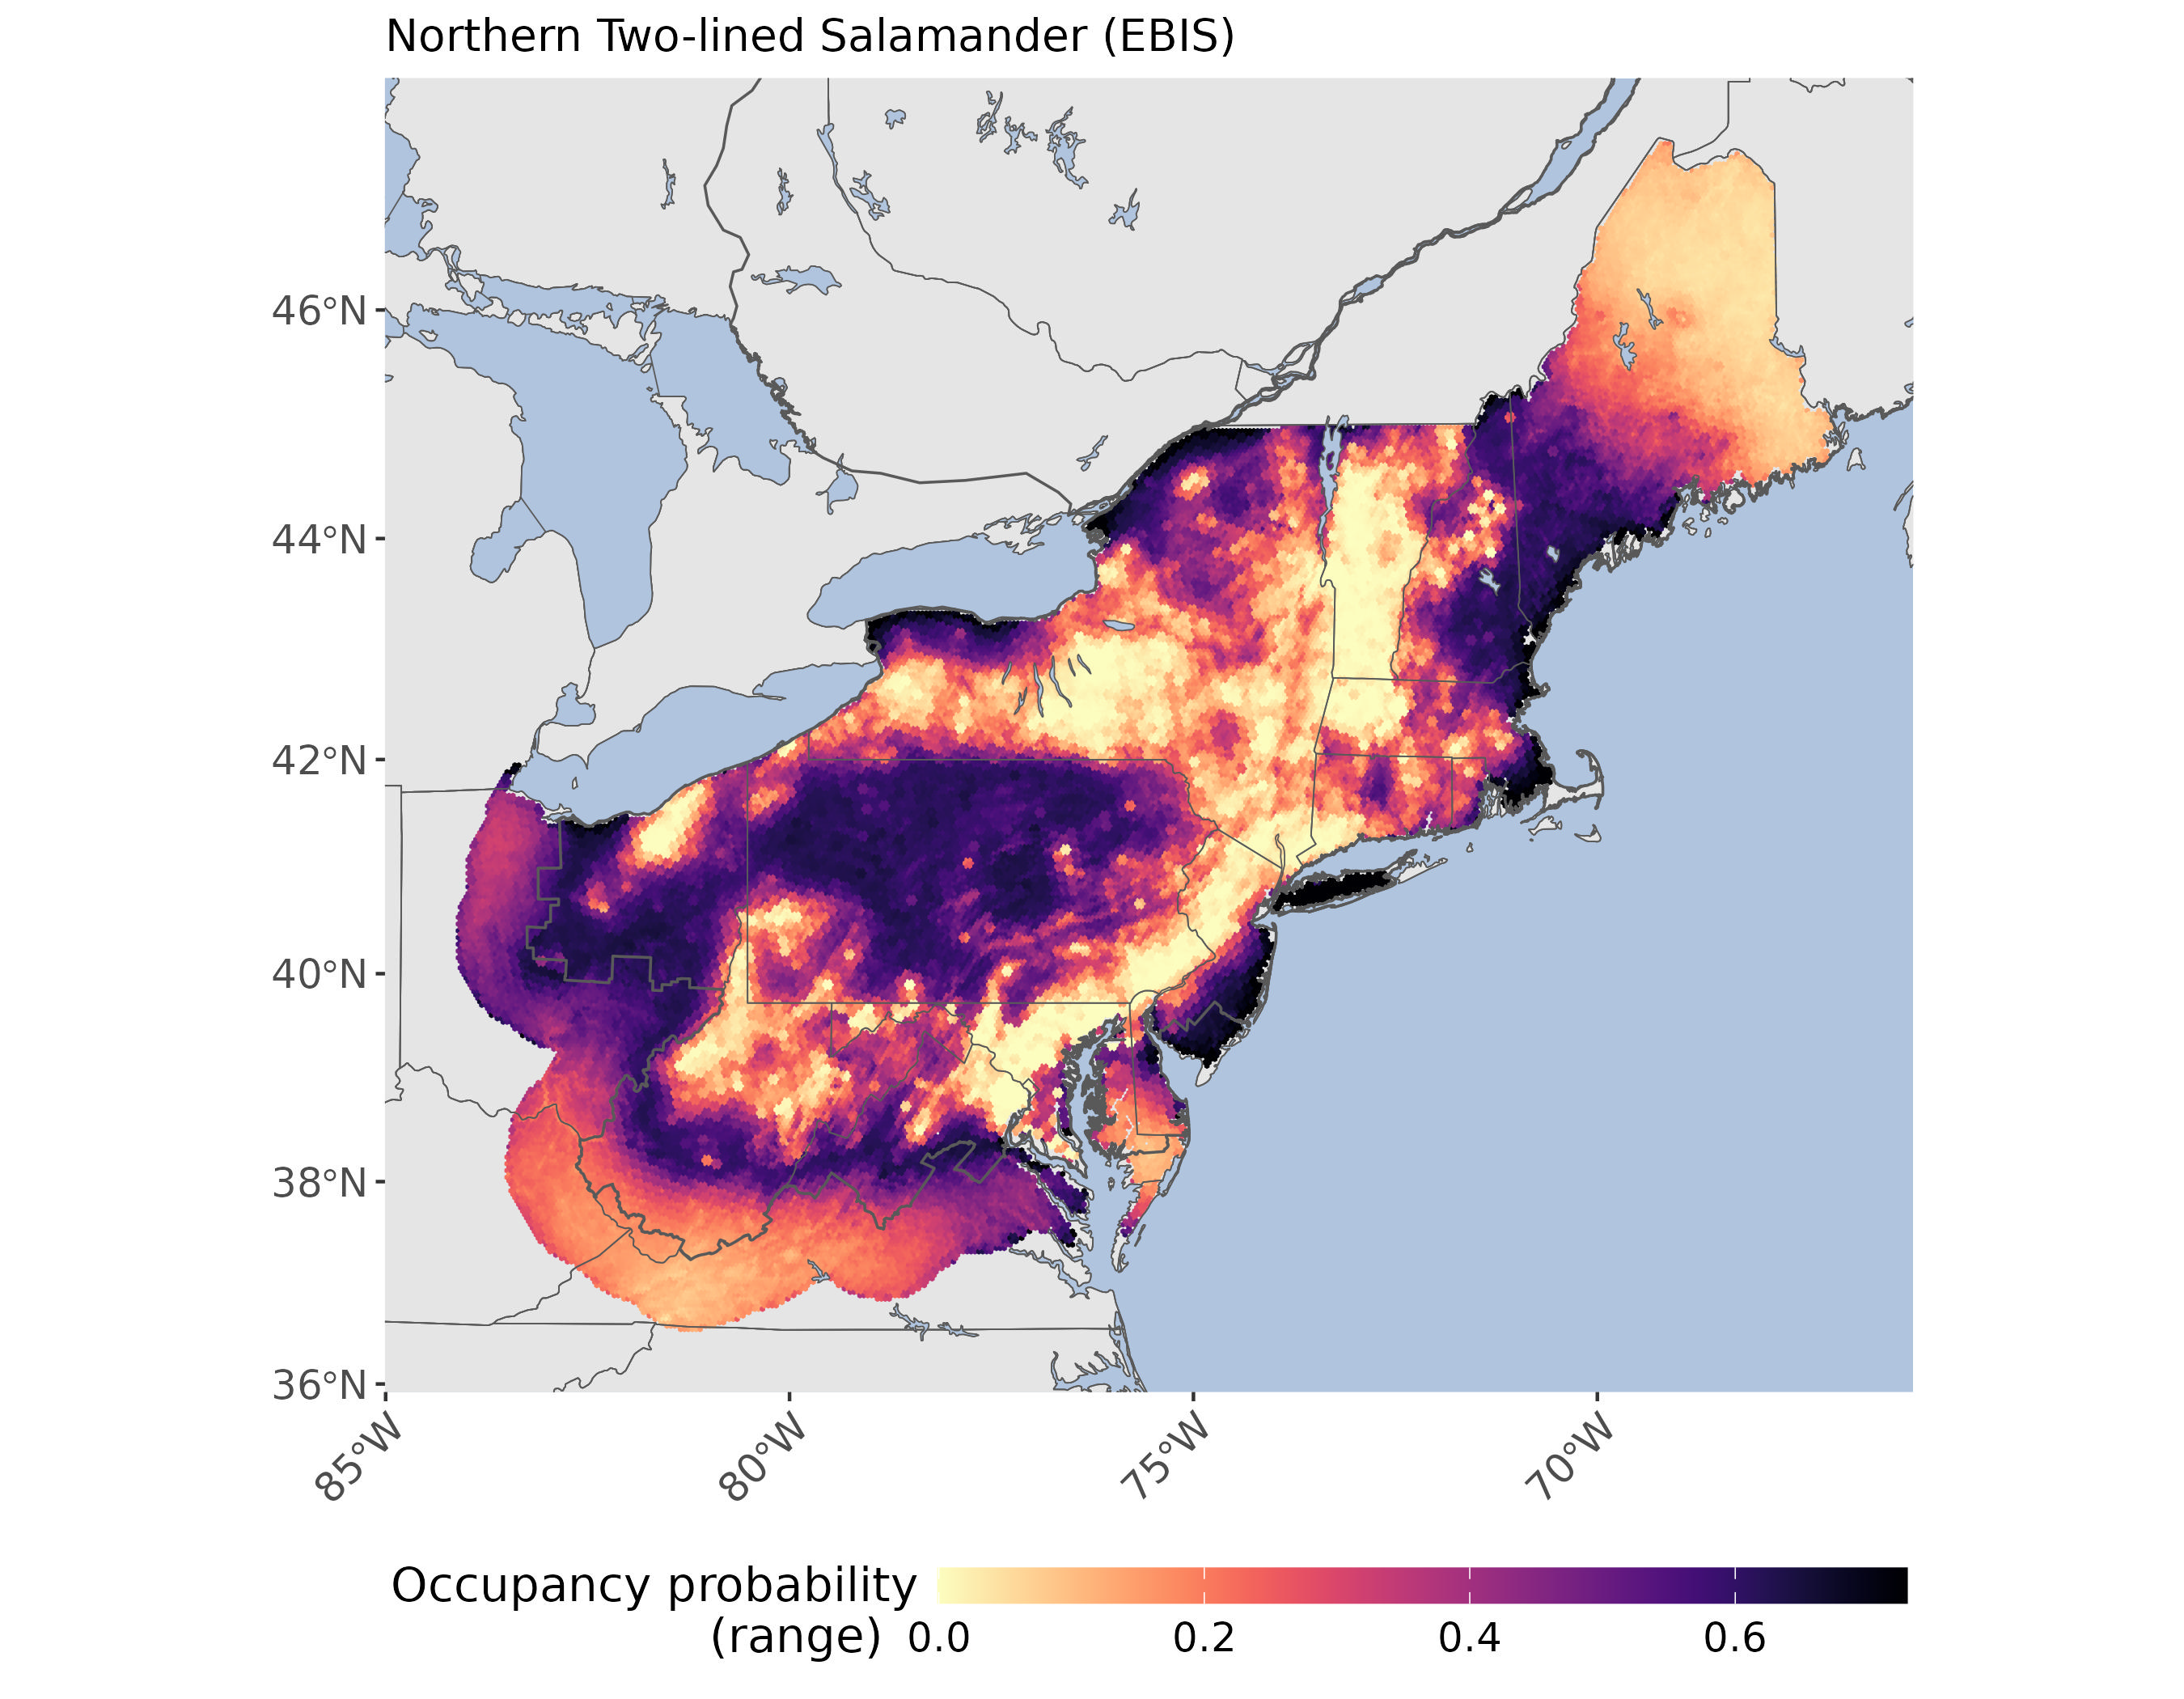 Northern Two-lined Salamander (EBIS)
46°N
44°N
42°N
40°N
38°N
36°N
85°W
80°W
75°W
70°W
Occupancy probability
(range)
0.0
0.2
0.4
0.6